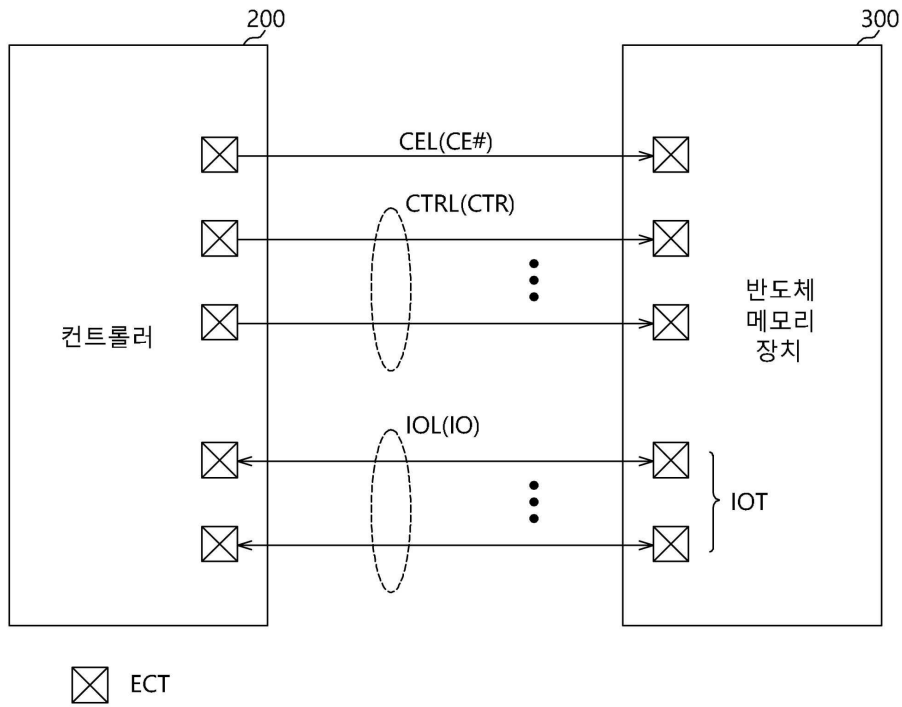 200
300
CEL(CE#)
CTRL(CTR)
컨트롤러
반도체
메모리
장치
IOL(IO)
IOT
ECT